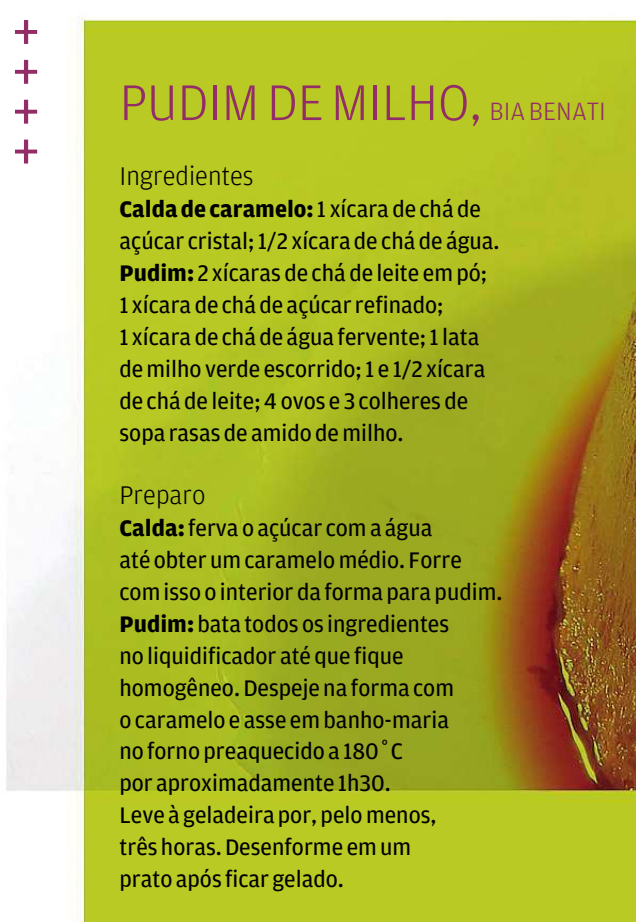 +
+
+
+
PUDIM DE MILHO, BIA BENATI
Ingredientes
Calda de caramelo: 1 xícara de chá de
açúcar cristal; 1/2 xícara de chá de água.
Pudim: 2 xícaras de chá de leite em pó;
1 xícara de chá de açúcar refinado;
1 xícara de chá de água fervente; 1 lata
de milho verde escorrido; 1 e 1/2 xícara
de chá de leite; 4 ovos e 3 colheres de
sopa rasas de amido de milho.
Preparo
Calda: ferva o açúcar com a água
até obter um caramelo médio. Forre
com isso o interior da forma para pudim.
Pudim: bata todos os ingredientes
no liquidificador até que fique
homogêneo. Despeje na forma com
o caramelo e asse em banho-maria
no forno preaquecido a 180˚C
por aproximadamente 1h30.
Leve à geladeira por, pelo menos,
três horas. Desenforme em um
prato após ficar gelado.